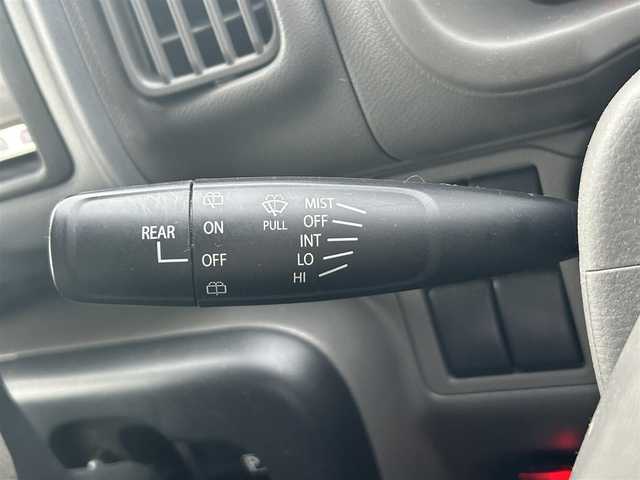 REAR
ON
OFF
PULL
MIST
OFF
INT
LO
HI